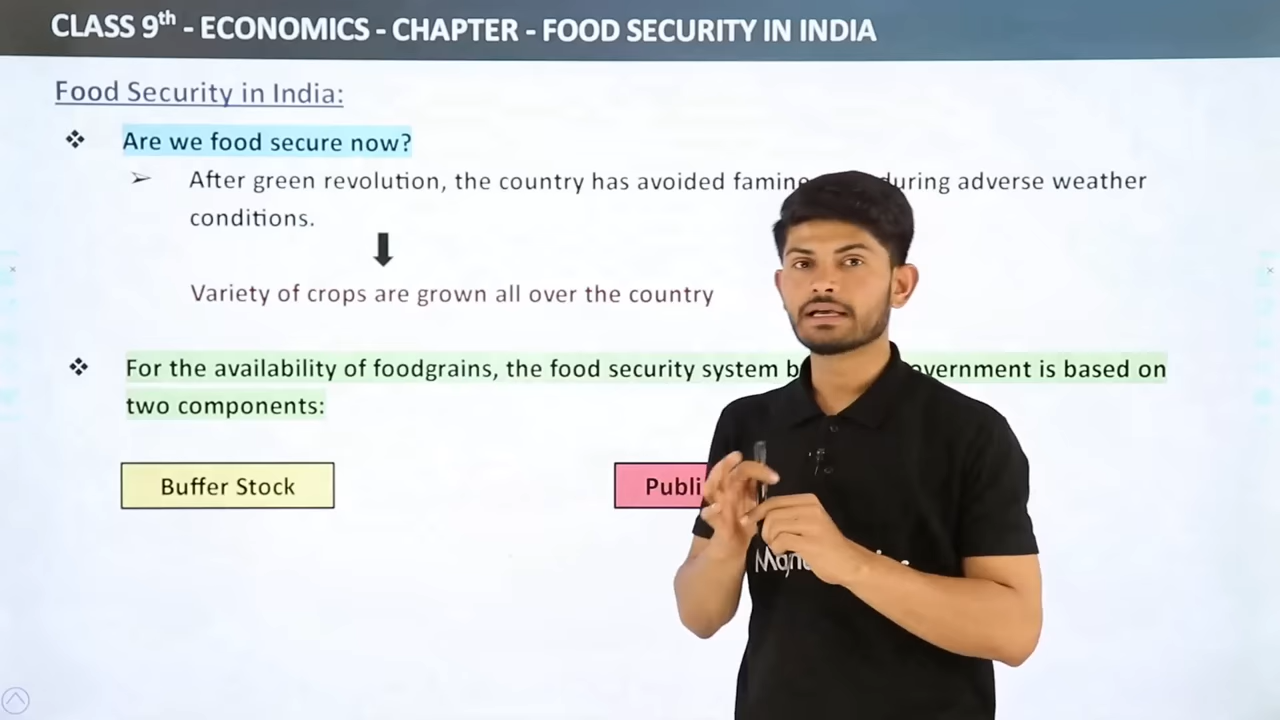 CLASS 9th - ECONOMICS - CHAPTER - FOOD SECURITY IN INDIA
Food Security in India:
Are we food secure now?
After green revolution, the country has avoided famine during adverse weather
conditions.
Variety of crops are grown all over the country
For the availability of foodgrains, the food security system government is based on
two components:
Buffer Stock